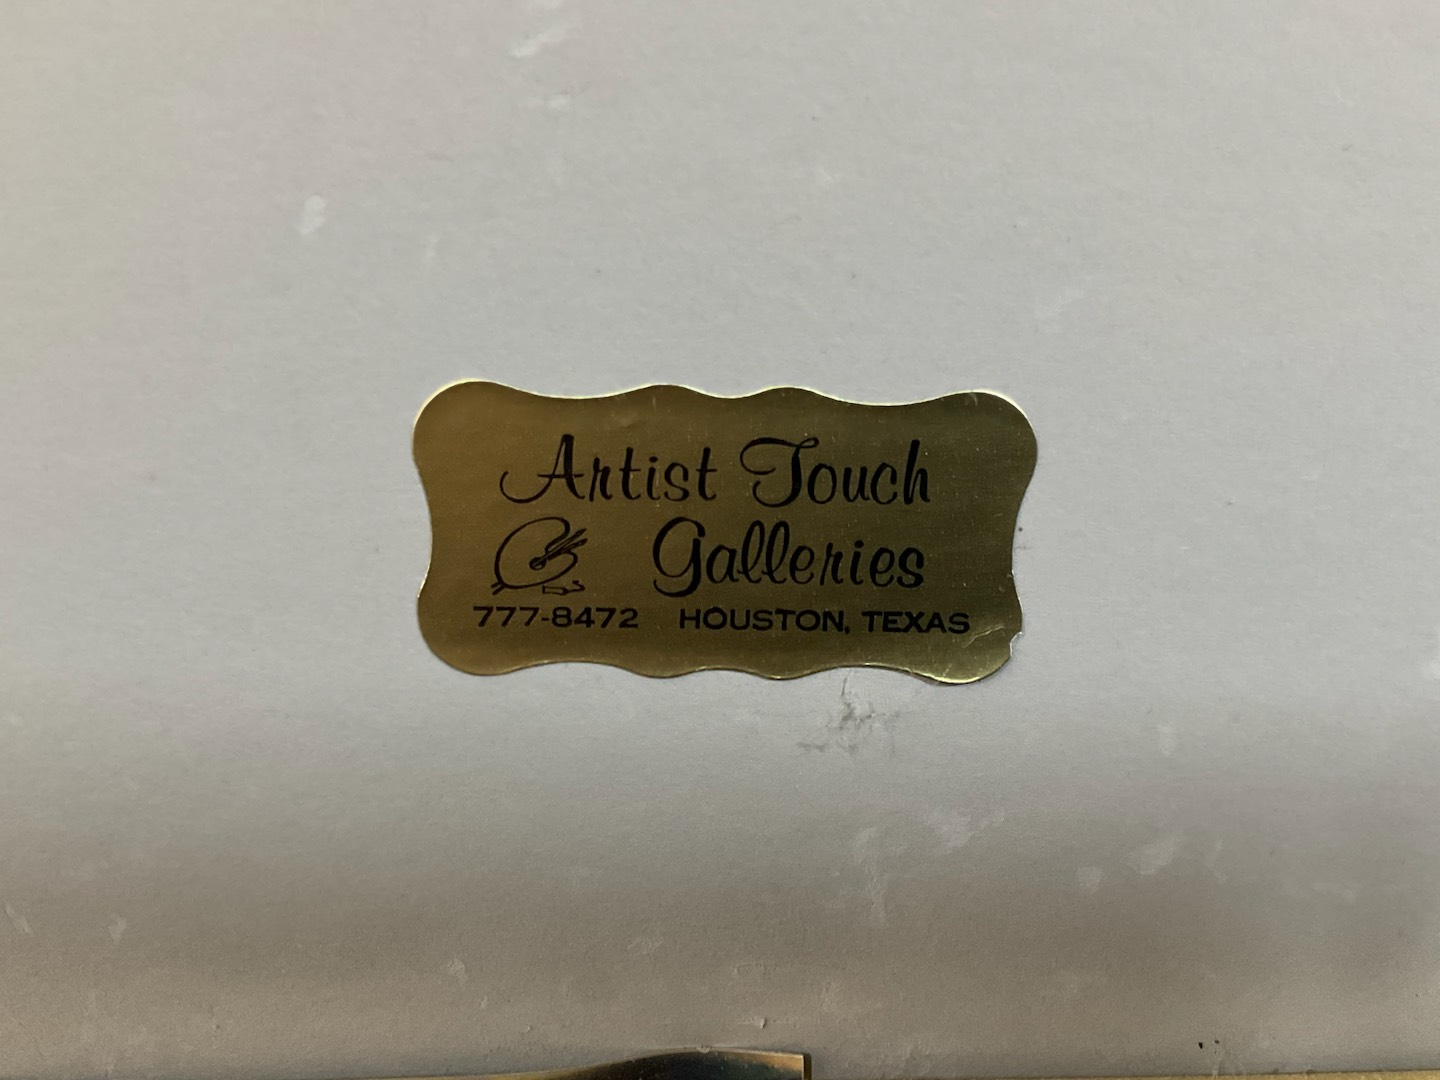 Artist Touch
Galleries
777-8472 HOUSTON, TEXAS